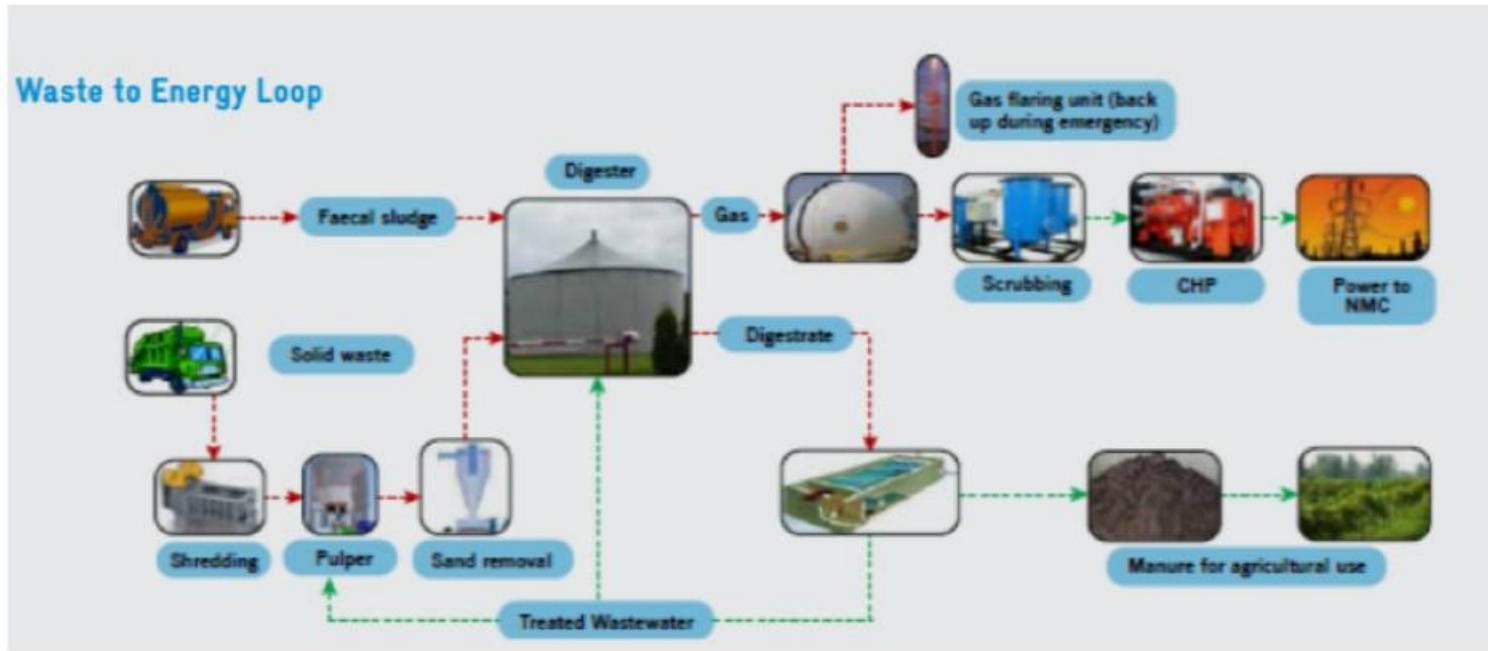 Waste to Energy Loop
Gas flaring unit (back
up during emergency)
Digester
Faecal sludge
Gas
Scrubbing
CHP
Power to
NMC
Solid waste
Digestrate
Shredding
Pulper
Sand removal
Manure for agricultural use
Treated Wastewater